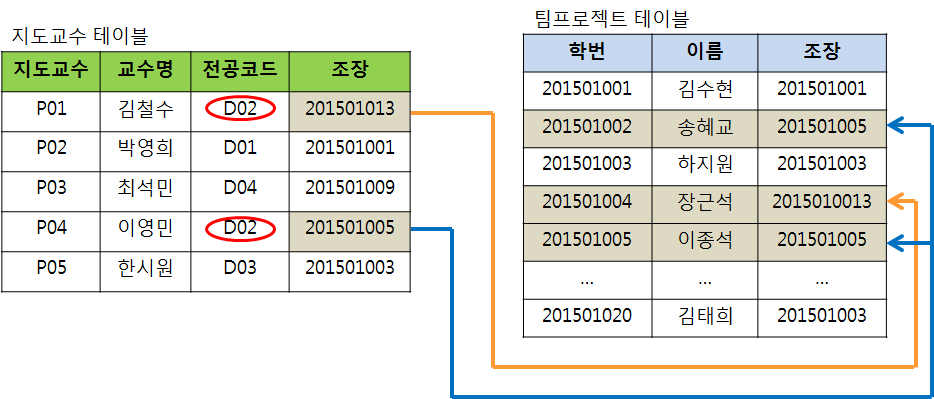 지도교수 테이블
지도교수 교수명 전공코드 조장
P01 김철수 D02 201501013
P02 박영희 D01 201501001
P03 최석민 D04 201501009
P04 이영민 D02 201501005
P05 한시원 D03 201501003
팀프로젝트 테이블
학번 이름 조장
201501001 김수현 201501001
201501002 송혜교 201501005
201501003 하지원 201501003
201501004 장근석 2015010013
201501005 이종석 201501005
... ... ...
201501020 김태희 201501003